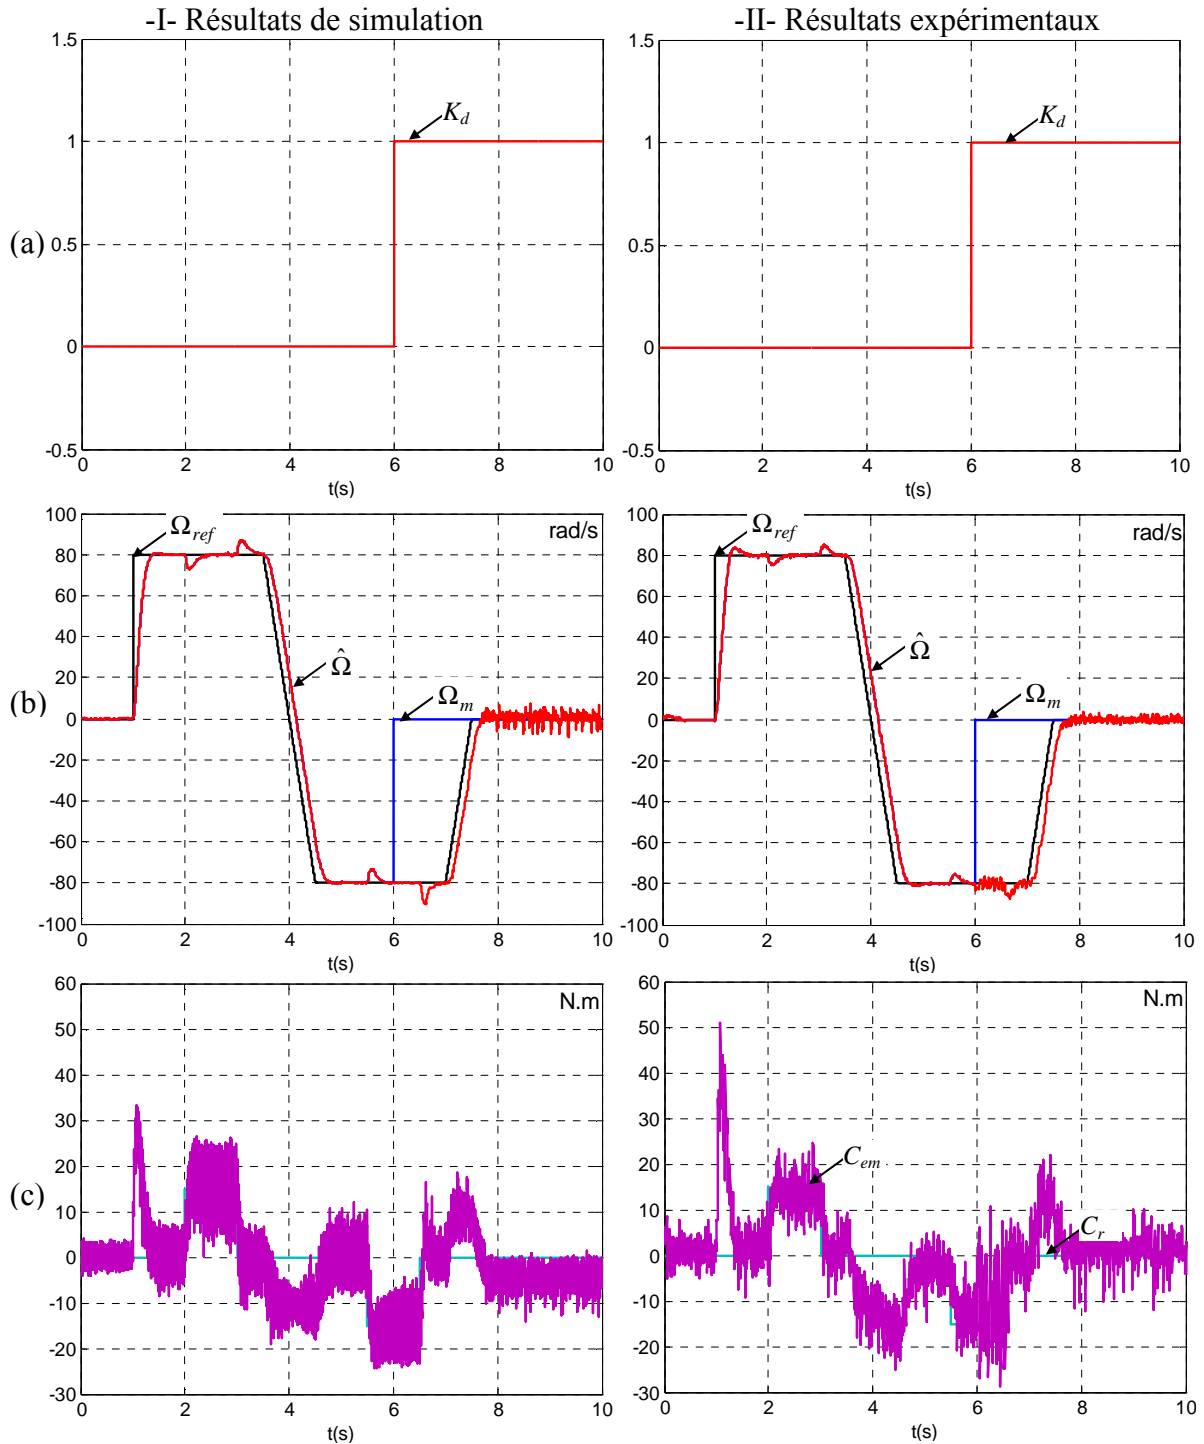 -I- Résultats de simulation
-II- Résultats expérimentaux
(a)
1.5
1
0.5
0
-0.5
K_d
0 2 4 6 8 10
t(s)
1.5
1
0.5
0
-0.5
K_d
0 2 4 6 8 10
t(s)
(b)
100
80
60
40
20
0
-20
-40
-60
-80
-100
Ω_ref
rad/s
Ω̂
Ω_m
0 2 4 6 8 10
t(s)
100
80
60
40
20
0
-20
-40
-60
-80
-100
Ω_ref
rad/s
Ω̂
Ω_m
0 2 4 6 8 10
t(s)
(c)
60
50
40
30
20
10
0
-10
-20
-30
N.m
0 2 4 6 8 10
t(s)
60
50
40
30
20
10
0
-10
-20
-30
N.m
C_em
C_r
0 2 4 6 8 10
t(s)